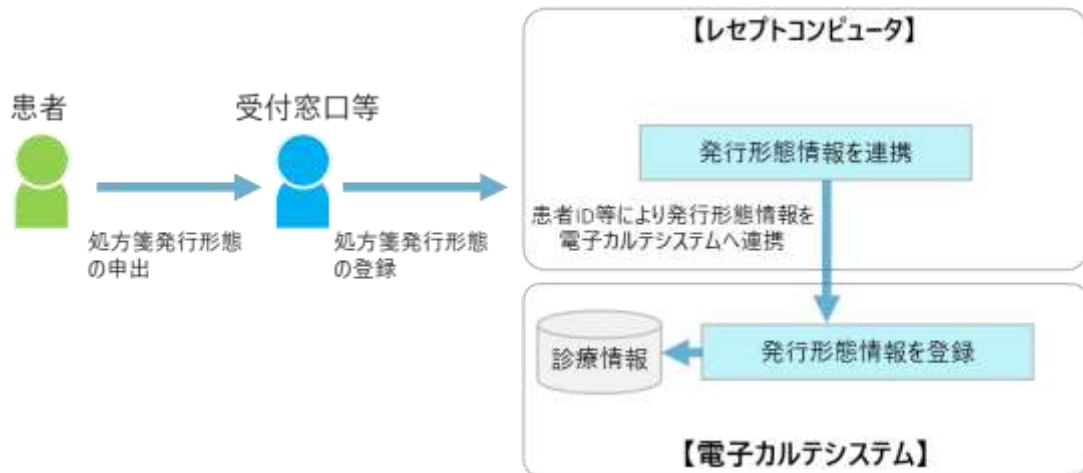 【レセプトコンピュータ】
患者
受付窓口等
発行形態情報を連携
処方箋発行形態
の申出
処方箋発行形態
の登録
患者ID等により発行形態情報を
電子カルテシステムへ連携
診療情報
発行形態情報を登録
【電子カルテシステム】